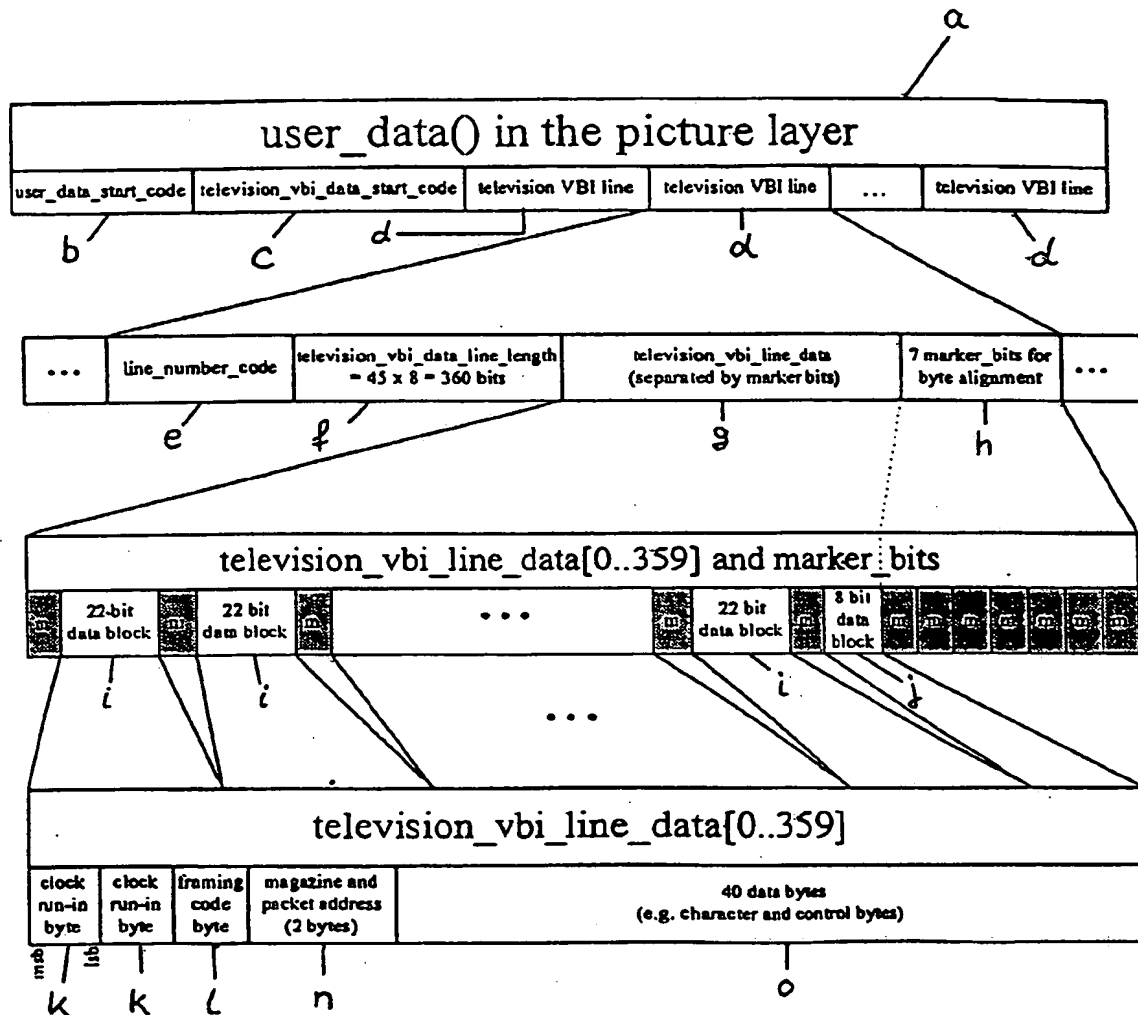 a
user_data() in the picture layer
user_data_start_code television_vbi_data_start_code television VBI line television VBI line ... television VBI line
b c d d d
... line_number_code television_vbi_data_line_length television_vbi_line_data 7 marker_bits for ...
= 45 x 8 = 360 bits (separated by marker bits) byte alignment
e f g h
television_vbi_line_data[0..359] and marker_bits
22-bit 22 bit ... 22 bit 8 bit
data block data block data block data
block
i i i j
...
television_vbi_line_data[0..359]
clock clock framing magazine and 40 data bytes
run-in run-in code packet address (e.g. character and control bytes)
byte byte byte (2 bytes)
msb lsb
k k l n o